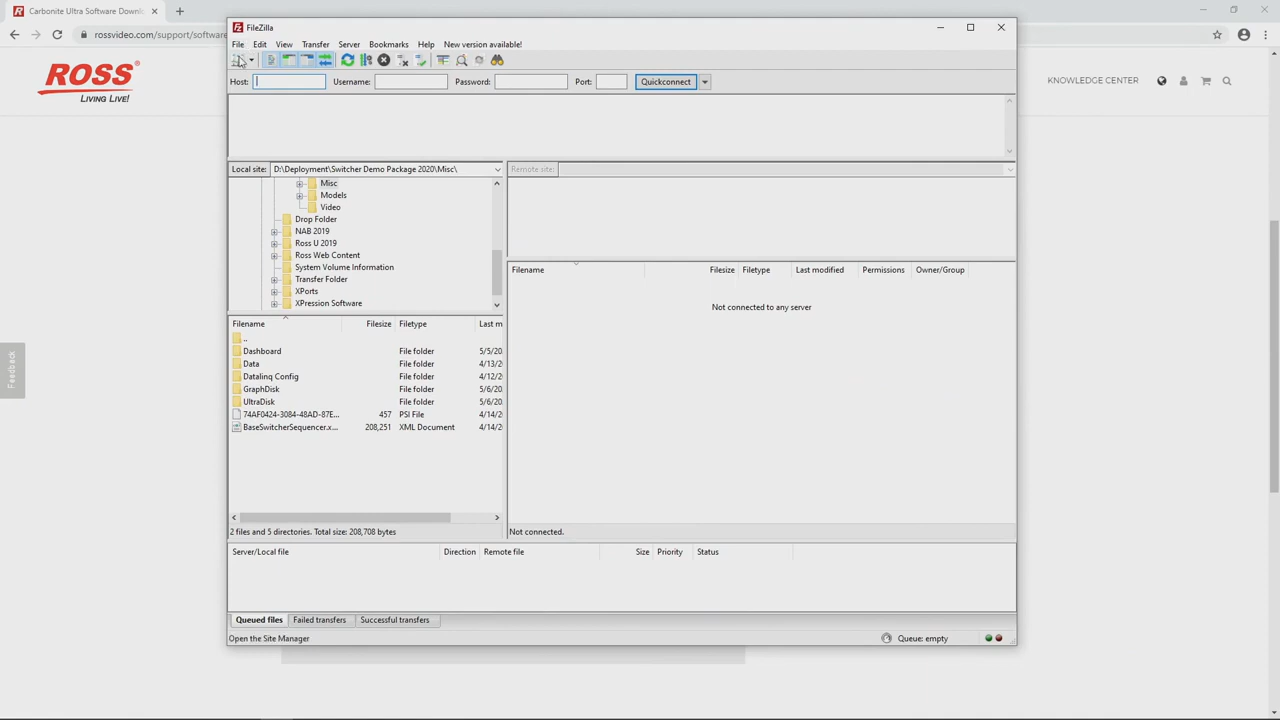 Carbonite Ultra Software Downl
rossvideo.com/support/software
ROSS
LIVING LIVE!
KNOWLEDGE CENTER
Feedback
FileZilla
File Edit View Transfer Server Bookmarks Help New version available!
Host: Username: Password: Port: Quickconnect
Local site: D:\Deployment\Switcher Demo Package 2020\Misc\
Remote site:
Misc
Models
Video
Drop Folder
NAB 2019
Ross U 2019
Ross Web Content
System Volume Information
Transfer Folder
XPorts
XPression Software
Filename Filesize Filetype Last m
..
Dashboard File folder 5/5/20
Data File folder 4/13/2
Datalinq Config File folder 4/12/2
GraphDisk File folder 5/6/20
UltraDisk File folder 5/6/20
74AF0424-3084-48AD-87E... 457 PSI File 4/14/2
BaseSwitcherSequencer.x... 208,251 XML Document 4/14/2
2 files and 5 directories. Total size: 208,708 bytes
Filename Filesize Filetype Last modified Permissions Owner/Group
Not connected to any server
Not connected.
Server/Local file Direction Remote file Size Priority Status
Queued files Failed transfers Successful transfers
Open the Site Manager Queue: empty